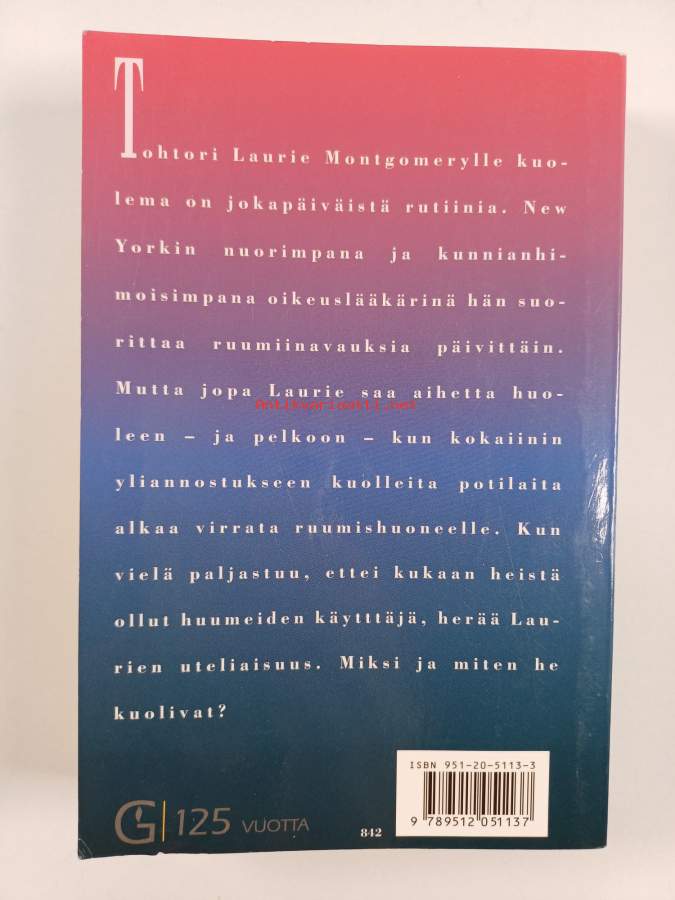 Tohtori Laurie Montgomerylle kuo-
lema on jokapäiväistä rutiinia. New
Yorkin nuorimpana ja kunnianhi-
moisimpana oikeuslääkärinä hän suo-
rittaa ruumiinavauksia päivittäin.
Mutta jopa Laurie saa aihetta huo-
Antikvariaatti.net
leen – ja pelkoon – kun kokaiinin
yliannostukseen kuolleita potilaita
alkaa virrata ruumishuoneelle. Kun
vielä paljastuu, ettei kukaan heistä
ollut huumeiden käytttäjä, herää Lau-
rien uteliaisuus. Miksi ja miten he
kuolivat?
ISBN 951-20-5113-3
9 789512 051137
G 125 VUOTTA
842